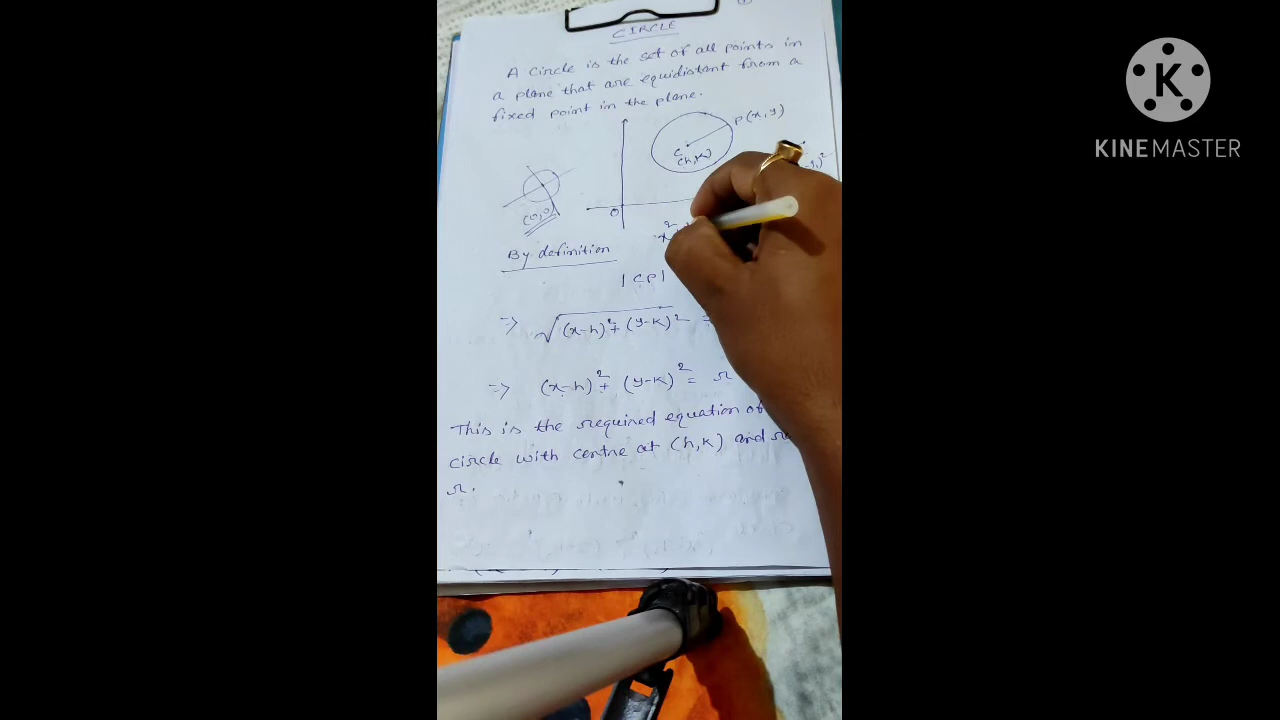 CIRCLE
A circle is the set of all points in
a plane that are equidistant from a
fixed point in the plane.
P(x,y)
C
(h,k)
(0,0)
O
x²
By definition
|CP|
⇒ √(x-h)²+(y-k)² =
⇒ (x-h)²+(y-k)² = r
This is the required equation of
circle with centre at (h,k) and
r.
K
KINEMASTER